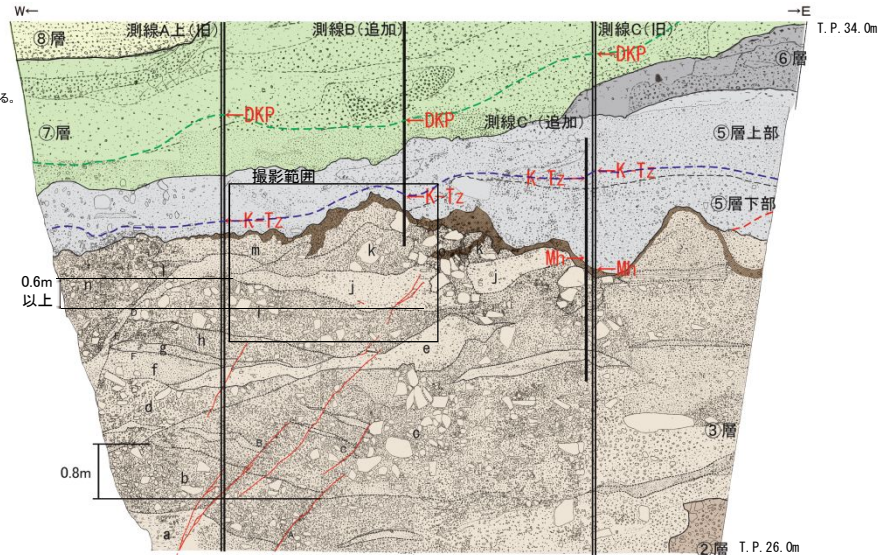 W←
→E
測線A上(旧)
測線B(追加)
測線C(旧)
T.P.34.0m
⑧層
←DKP
⑥層
る。
←DKP
←DKP
⑦層
測線C'(追加)
⑤層上部
撮影範囲
K-Tz
←K-Tz
←K-Tz
⑤層下部
←K-Tz
m
k
Mh
←Mh
j
j
n
l
0.6m
以上
i
D
h
e
g
F
f
d
③層
B
c
o
0.8m
b
a
②層
T.P.26.0m